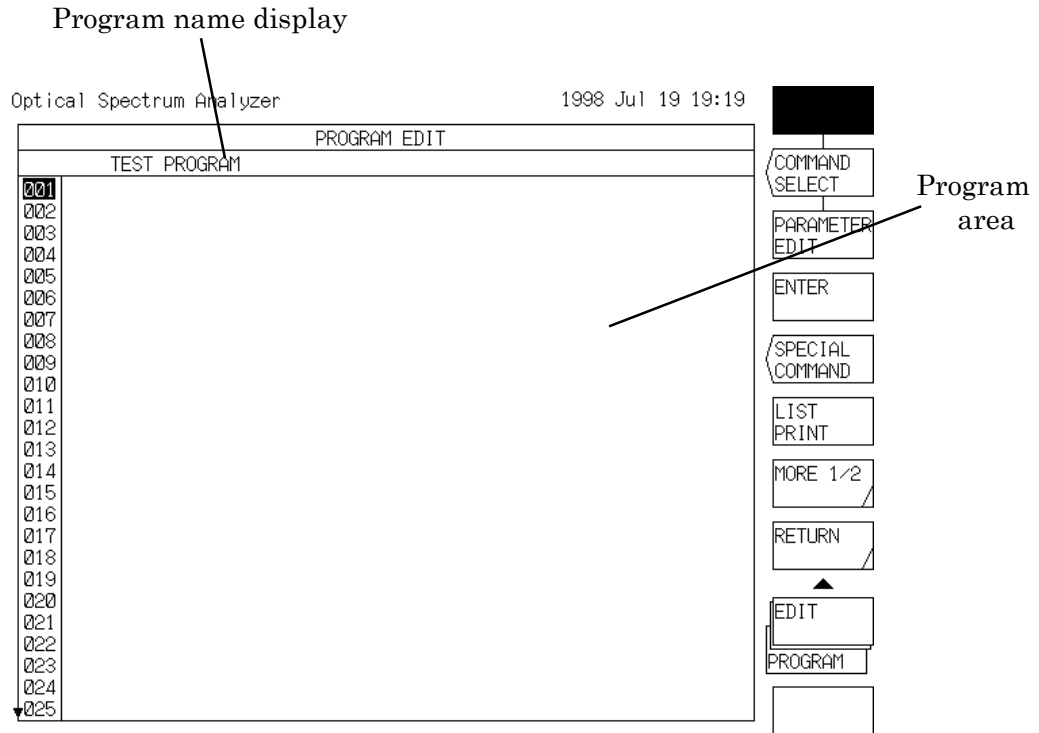 Program name display
Optical Spectrum Analyzer 1998 Jul 19 19:19
PROGRAM EDIT
TEST PROGRAM
001
002
003
004
005
006
007
008
009
010
011
012
013
014
015
016
017
018
019
020
021
022
023
024
025
COMMAND
SELECT
PARAMETER
EDIT
ENTER
SPECIAL
COMMAND
LIST
PRINT
MORE 1/2
RETURN
EDIT
PROGRAM
Program
area